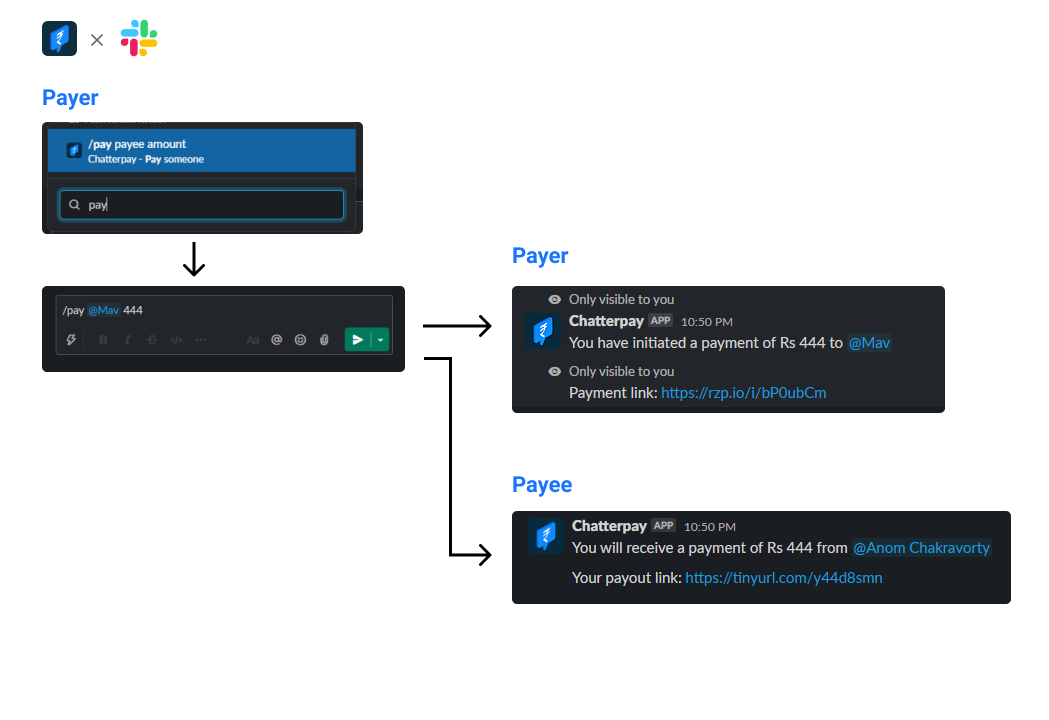 Payer
/pay payee amount
Chatterpay - Pay someone
pay
/pay @Mav 444
B I S </> ... Aa @
Payer
Only visible to you
Chatterpay APP 10:50 PM
You have initiated a payment of Rs 444 to @Mav
Only visible to you
Payment link: https://rzp.io/i/bP0ubCm
Payee
Chatterpay APP 10:50 PM
You will receive a payment of Rs 444 from @Anom Chakravorty
Your payout link: https://tinyurl.com/y44d8smn